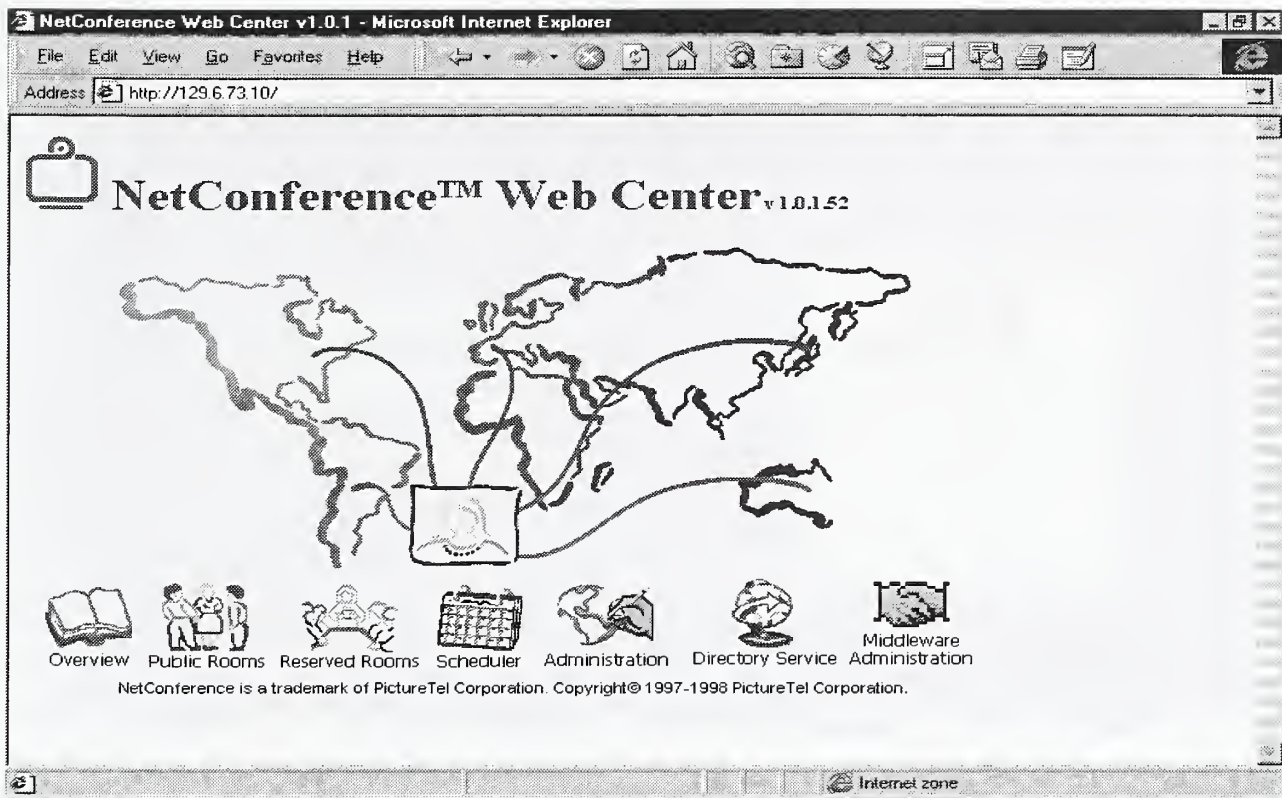 NetConference Web Center v1.0.1 - Microsoft Internet Explorer
File Edit View Go Favorites Help
Address http://129.6.73.10/
NetConference™ Web Center v 1.0.1.52
Overview Public Rooms Reserved Rooms Scheduler Administration Directory Service Middleware Administration
NetConference is a trademark of PictureTel Corporation. Copyright© 1997-1998 PictureTel Corporation.
Internet zone